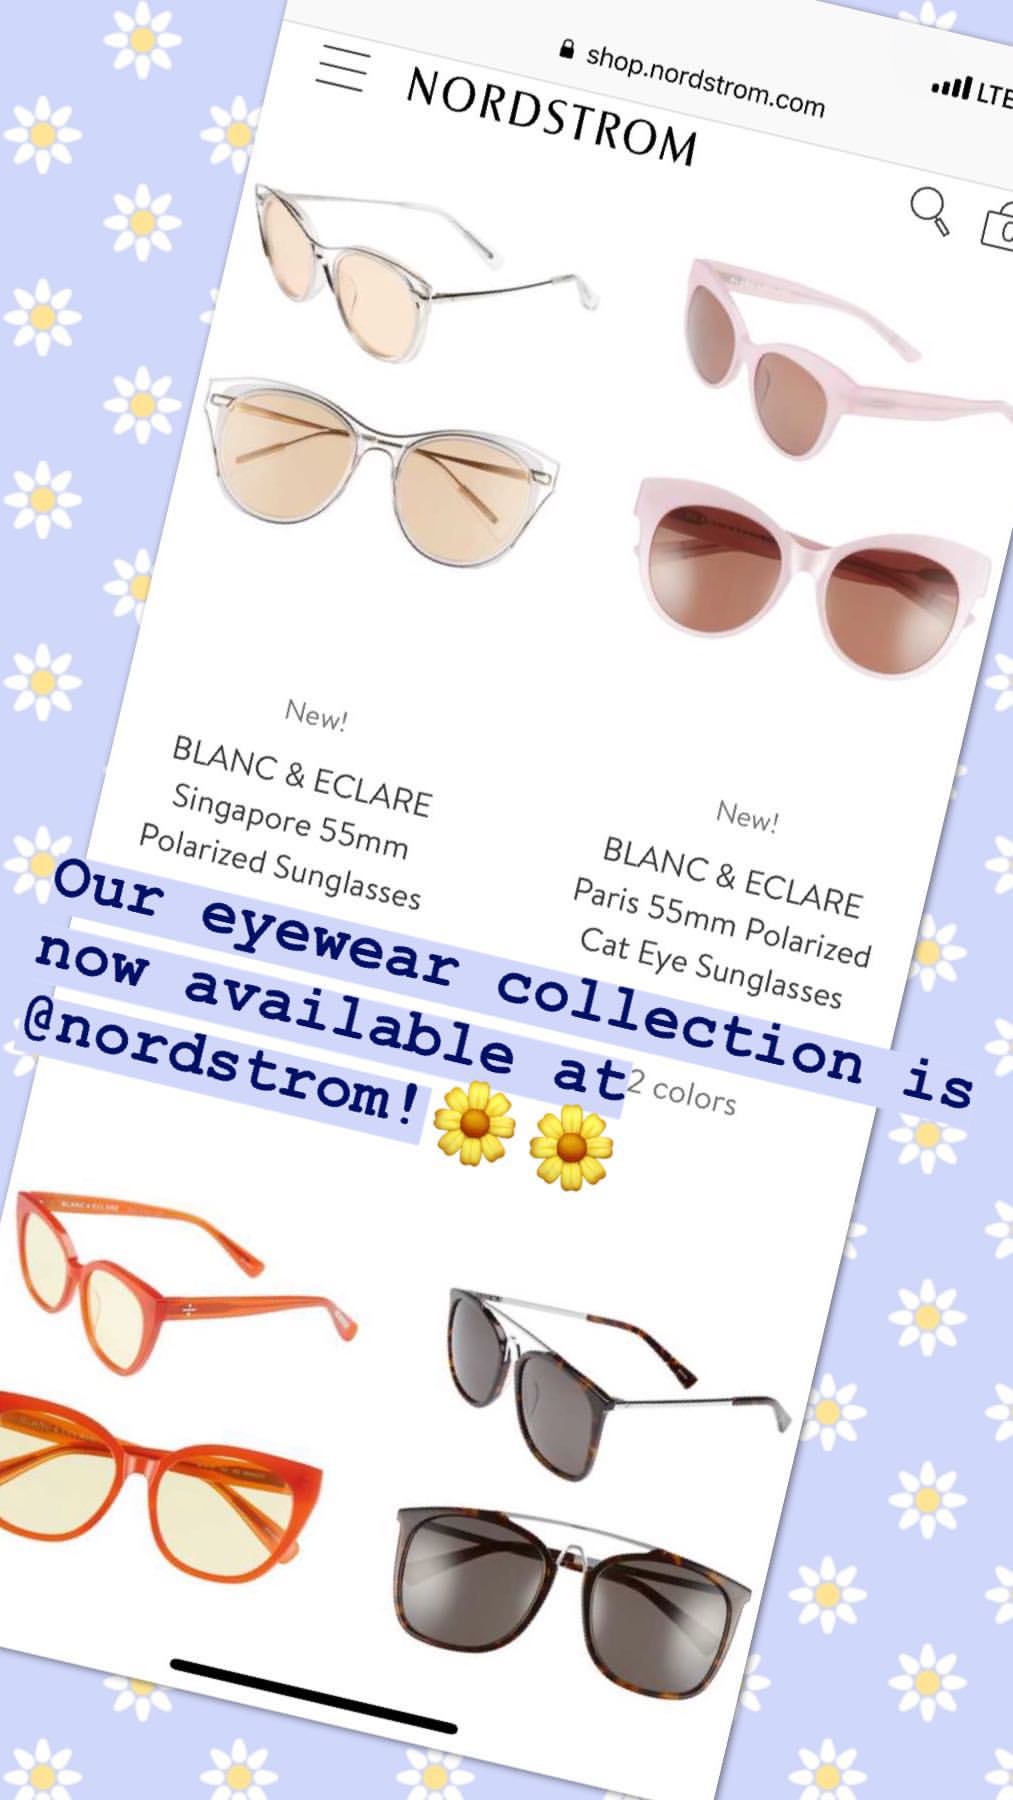 shop.nordstrom.com
LTE
NORDSTROM
0
New!
BLANC & ECLARE
Singapore 55mm
Polarized Sunglasses
New!
BLANC & ECLARE
Paris 55mm Polarized
Cat Eye Sunglasses
2 colors
Our eyewear collection is
now available at
@nordstrom!
BLANC & ECLARE